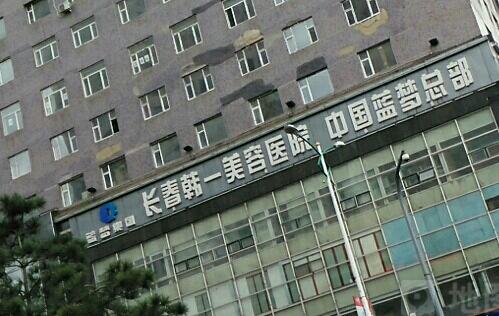 长春韩一美容医院 中国蓝梦总部
蓝梦集团